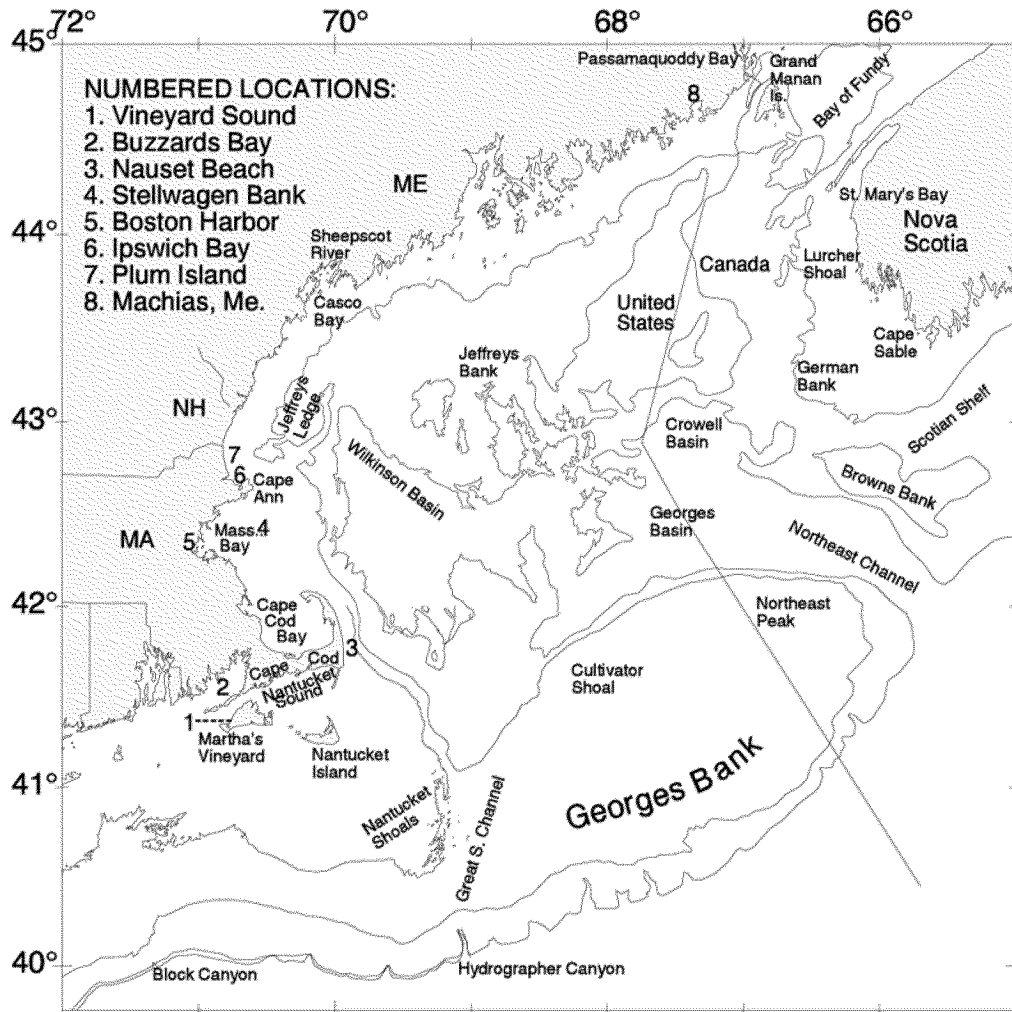 72° 70° 68° 66°
45°
Passamaquoddy Bay
Grand
Manan
Is.
Bay of Fundy
NUMBERED LOCATIONS:
1. Vineyard Sound
2. Buzzards Bay
3. Nauset Beach
4. Stellwagen Bank
5. Boston Harbor
6. Ipswich Bay
7. Plum Island
8. Machias, Me.
8
ME
St. Mary's Bay
Nova
Scotia
44°
Sheepscot
River
Canada
Lurcher
Shoal
Casco
Bay
United
States
Cape
Sable
Jeffreys
Bank
German
Bank
Jeffreys
Ledge
NH
43°
Crowell
Basin
Scotian Shelf
7
6
Cape
Ann
Wilkinson Basin
Browns Bank
MA
5
Mass.
Bay
4
Georges
Basin
Northeast Channel
42°
Cape
Cod
Bay
Northeast
Peak
3
Cape Cod
Nantucket
Sound
2
Cultivator
Shoal
1
Martha's
Vineyard
Nantucket
Island
41°
Georges Bank
Nantucket
Shoals
Great S. Channel
40°
Block Canyon
Hydrographer Canyon